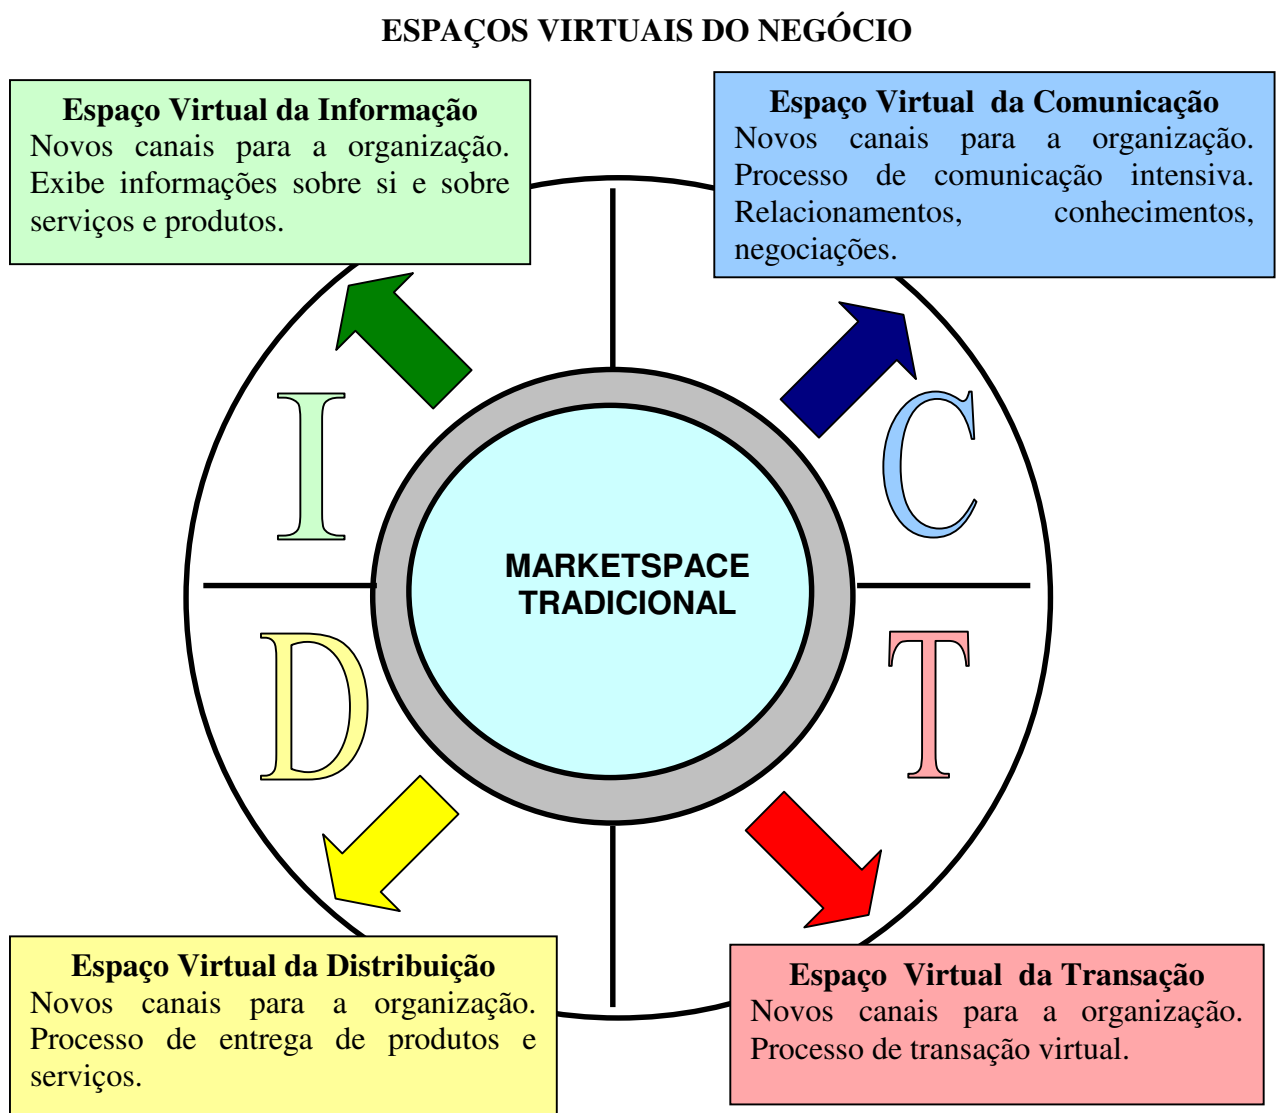 ESPAÇOS VIRTUAIS DO NEGÓCIO
Espaço Virtual da Informação
Novos canais para a organização.
Exibe informações sobre si e sobre
serviços e produtos.
Espaço Virtual da Comunicação
Novos canais para a organização.
Processo de comunicação intensiva.
Relacionamentos, conhecimentos,
negociações.
I
C
MARKETSPACE
TRADICIONAL
D
T
Espaço Virtual da Distribuição
Novos canais para a organização.
Processo de entrega de produtos e
serviços.
Espaço Virtual da Transação
Novos canais para a organização.
Processo de transação virtual.